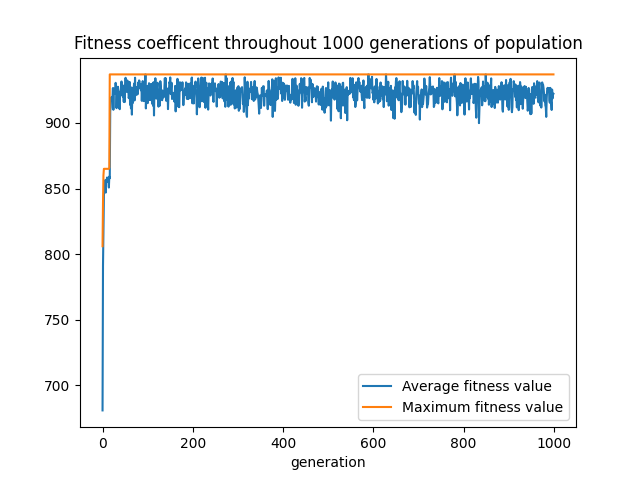 Fitness coefficent throughout 1000 generations of population
900
850
800
750
700
Average fitness value
Maximum fitness value
0 200 400 600 800 1000
generation